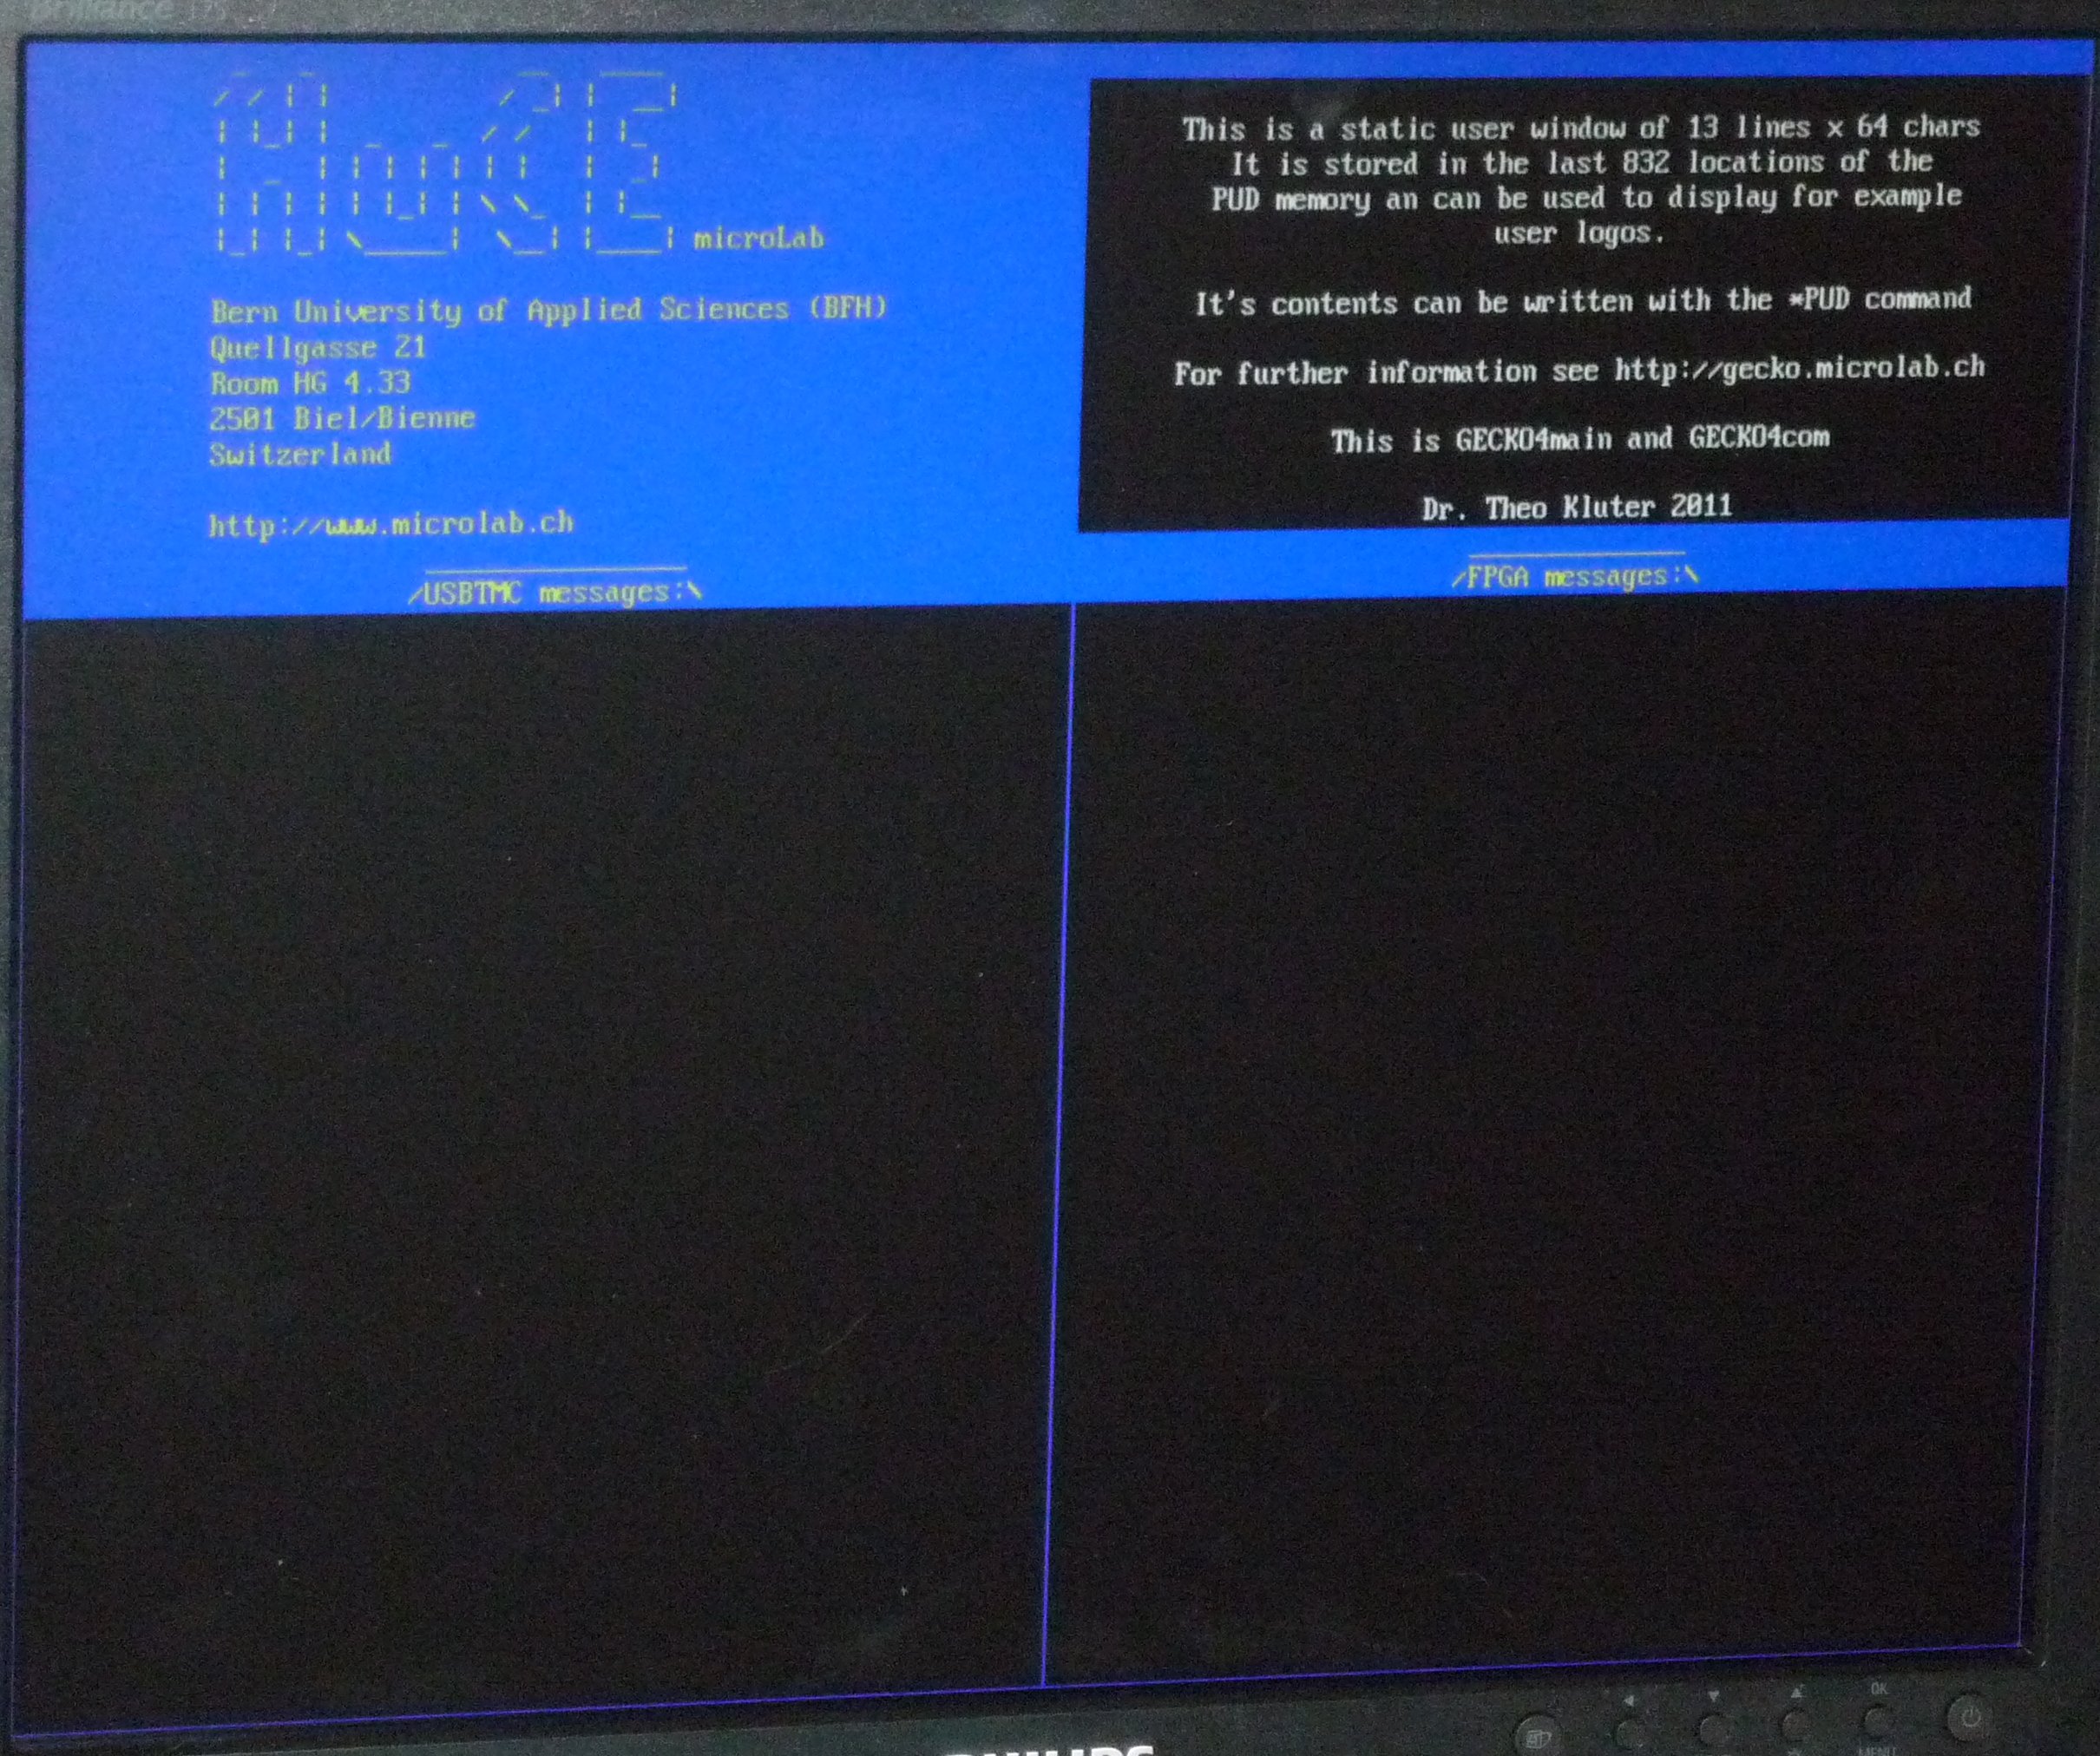 Brilliance
HuCE
microLab
Bern University of Applied Sciences (BFH)
Quellgasse 21
Room HG 4.33
2501 Biel/Bienne
Switzerland
http://www.microlab.ch
/USBTMC messages:\
This is a static user window of 13 lines x 64 chars
It is stored in the last 832 locations of the
PUD memory an can be used to display for example
user logos.
It's contents can be written with the *PUD command
For further information see http://gecko.microlab.ch
This is GECKO4main and GECKO4com
Dr. Theo Kluter 2011
/FPGA messages:\
OK
MENU
PHILIPS